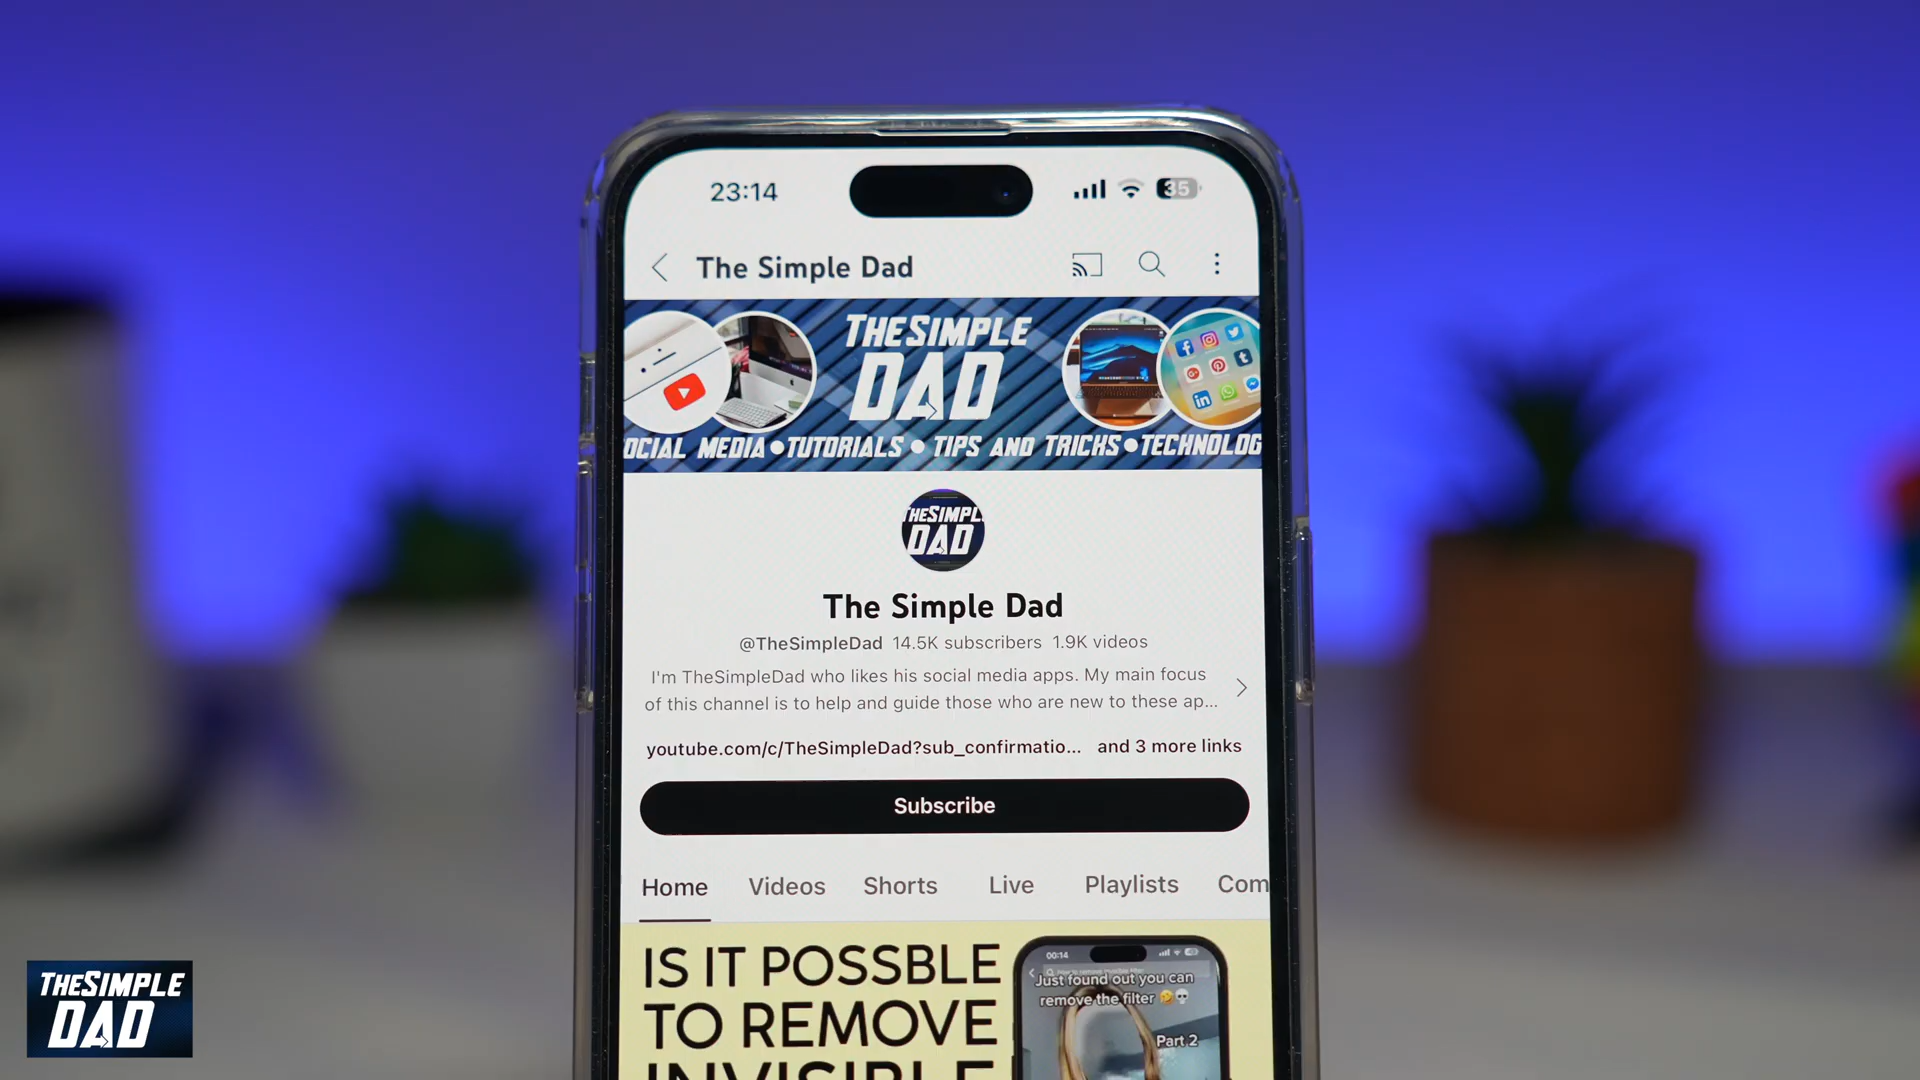 23:14
35
The Simple Dad
THESIMPLE
DAD
OCIAL MEDIA•TUTORIALS • TIPS AND TRICKS•TECHNOLOG
THESIMPL
DAD
The Simple Dad
@TheSimpleDad 14.5K subscribers 1.9K videos
I'm TheSimpleDad who likes his social media apps. My main focus
of this channel is to help and guide those who are new to these ap...
youtube.com/c/TheSimpleDad?sub_confirmatio... and 3 more links
Subscribe
Home Videos Shorts Live Playlists Com
IS IT POSSBLE
TO REMOVE
INVISIBLE
00:14
Just found out you can
remove the filter 🤣💀
Part 2
THESIMPLE
DAD